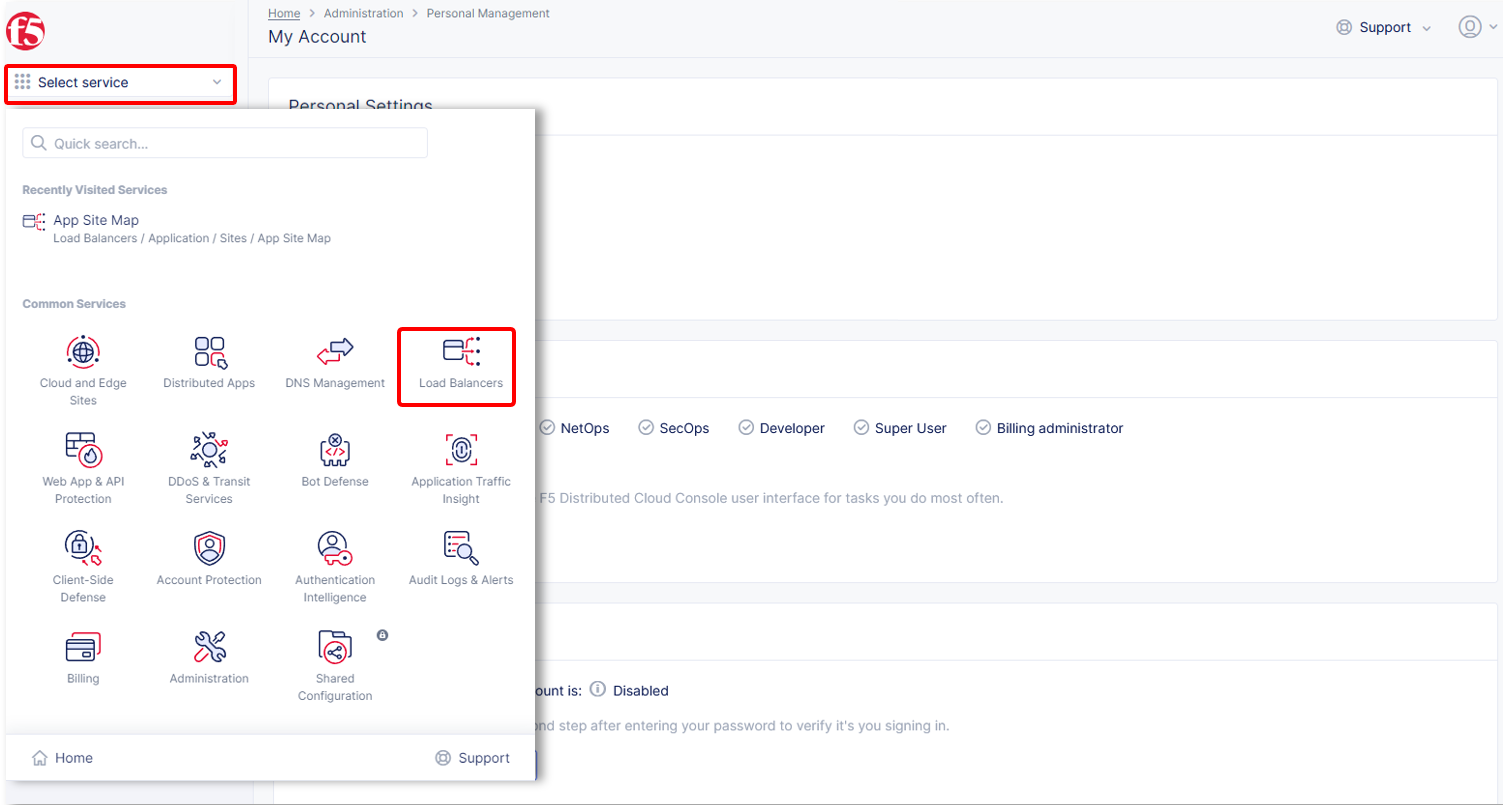 f5
Home > Administration > Personal Management
My Account
Support
Select service
Personal Settings
Quick search...
Recently Visited Services
App Site Map
Load Balancers / Application / Sites / App Site Map
Common Services
Cloud and Edge
Sites
Distributed Apps
DNS Management
Load Balancers
Web App & API
Protection
DDoS & Transit
Services
Bot Defense
Application Traffic
Insight
Client-Side
Defense
Account Protection
Authentication
Intelligence
Audit Logs & Alerts
Billing
Administration
Shared
Configuration
Home
Support
NetOps SecOps Developer Super User Billing administrator
F5 Distributed Cloud Console user interface for tasks you do most often.
ount is: Disabled
ond step after entering your password to verify it's you signing in.